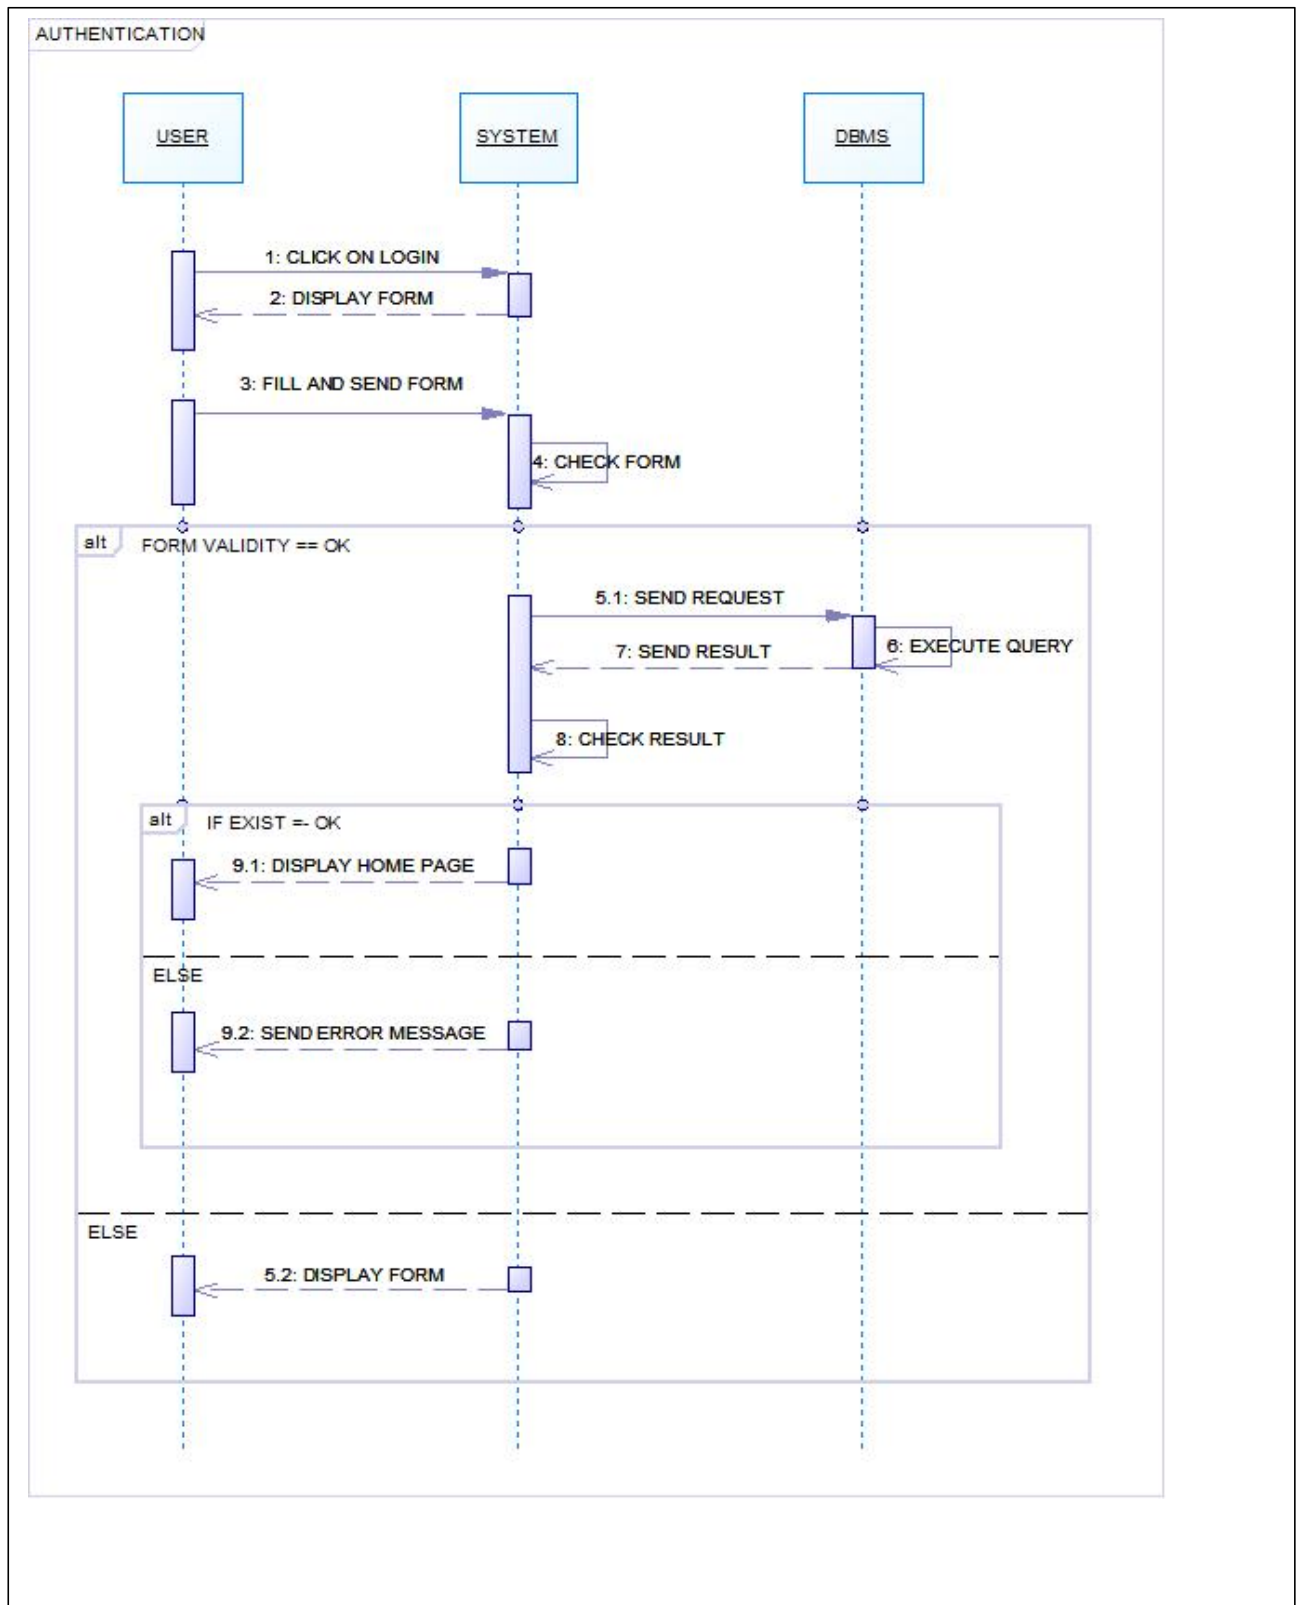 AUTHENTICATION
USER
SYSTEM
DBMS
1: CLICK ON LOGIN
2: DISPLAY FORM
3: FILL AND SEND FORM
4: CHECK FORM
alt
FORM VALIDITY == OK
5.1: SEND REQUEST
6: EXECUTE QUERY
7: SEND RESULT
8: CHECK RESULT
alt
IF EXIST =- OK
9.1: DISPLAY HOME PAGE
ELSE
9.2: SEND ERROR MESSAGE
ELSE
5.2: DISPLAY FORM